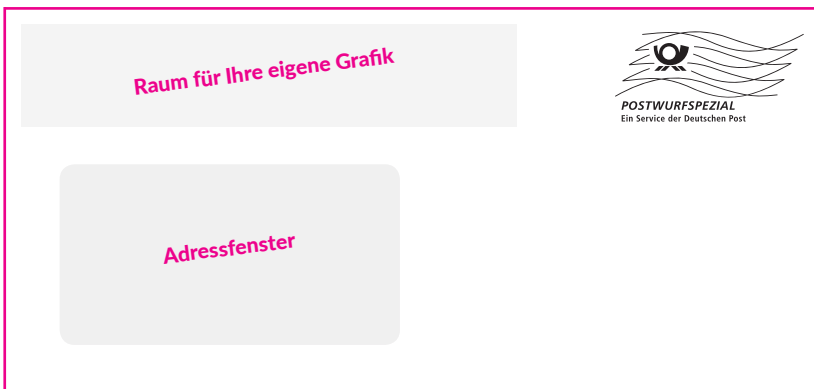 Raum für Ihre eigene Grafik
POSTWURFSPEZIAL
Ein Service der Deutschen Post
Adressfenster